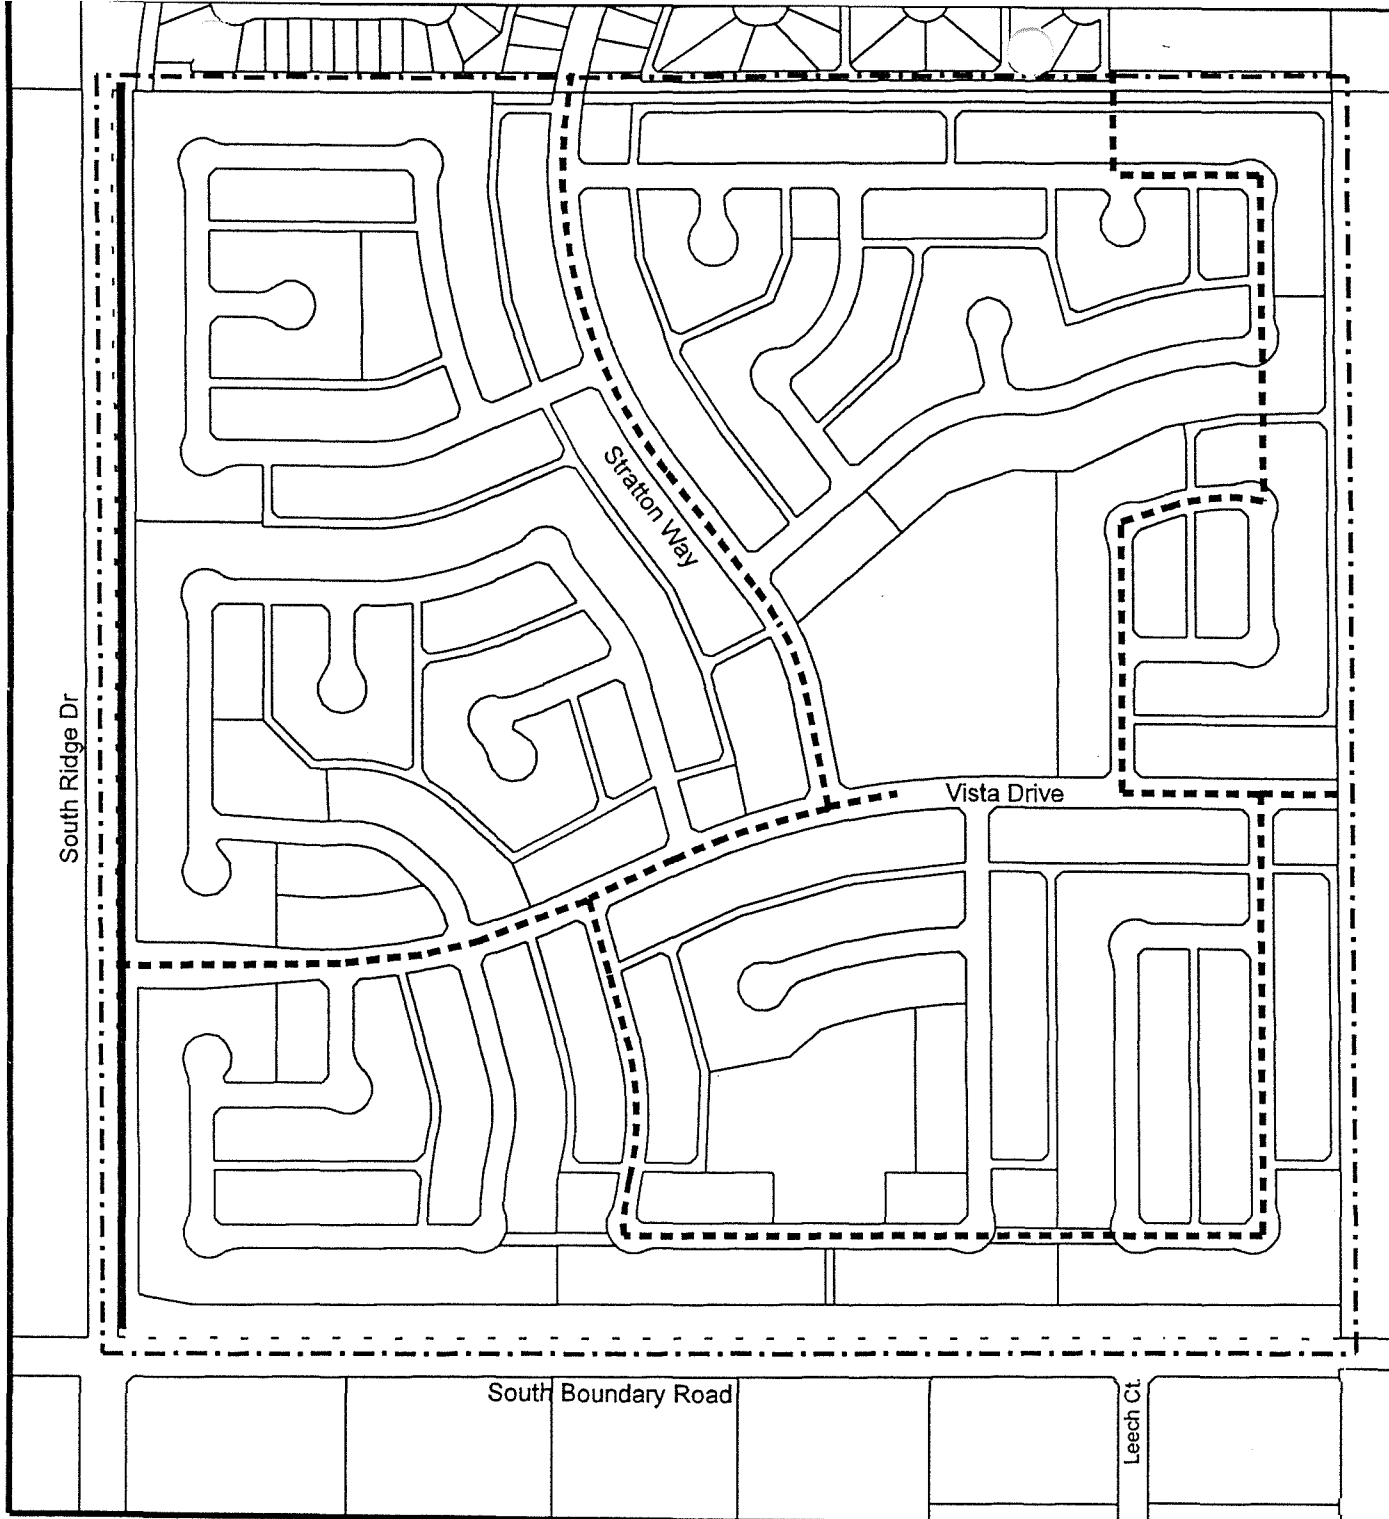 Stratton Way
South Ridge Dr
Vista Drive
South Boundary Road
Leech Ct.